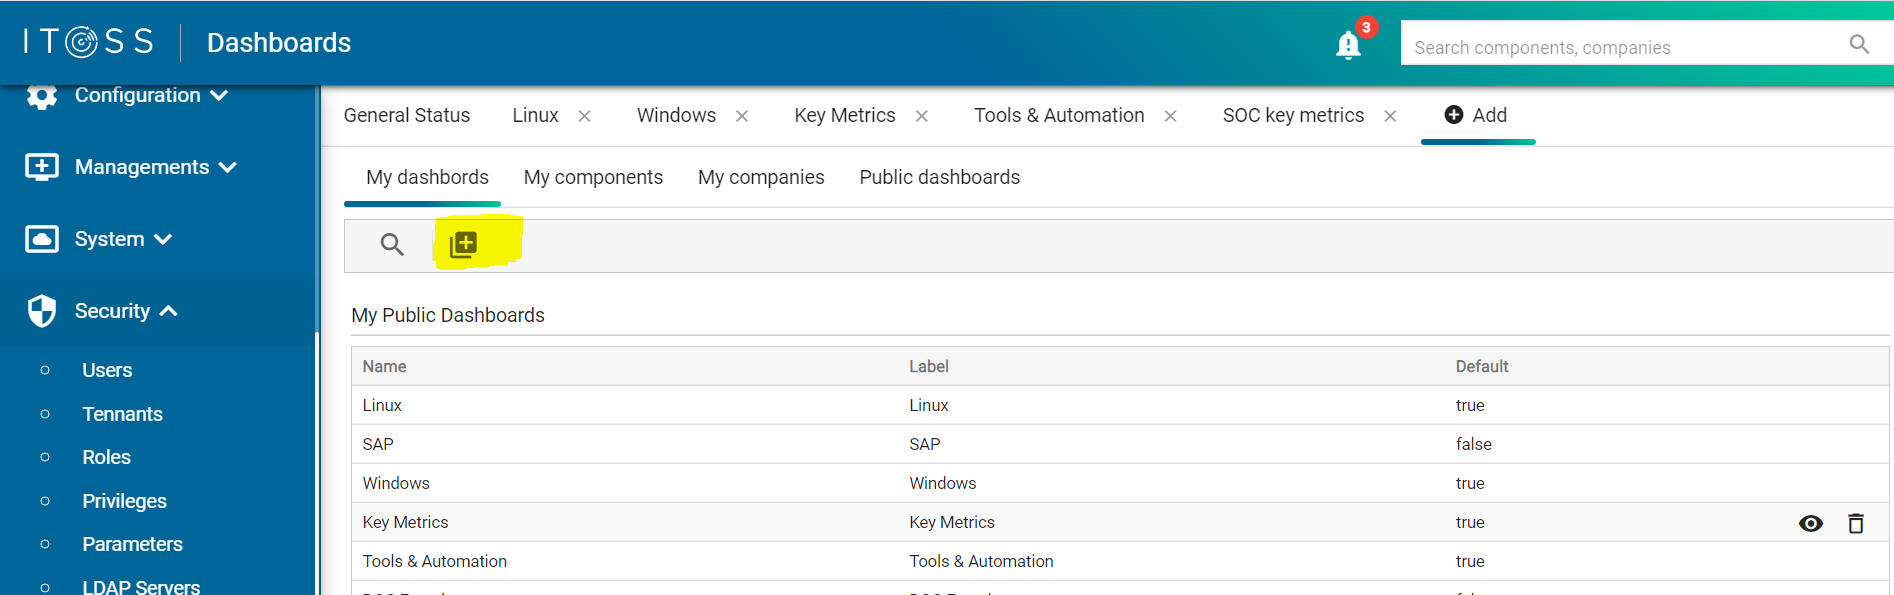 ITOSS Dashboards 3 Search components, companies
Configuration
Managements
System
Security
Users
Tennants
Roles
Privileges
Parameters
LDAP Servers
General Status Linux Windows Key Metrics Tools & Automation SOC key metrics Add
My dashbords My components My companies Public dashboards
My Public Dashboards
Name Label Default
Linux Linux true
SAP SAP false
Windows Windows true
Key Metrics Key Metrics true
Tools & Automation Tools & Automation true